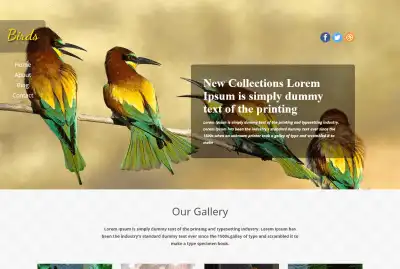 Birds
Home
About
Blog
Contact
New Collections Lorem
Ipsum is simply dummy
text of the printing
Lorem Ipsum is simply dummy text of the printing and typesetting industry.
Lorem Ipsum has been the industry's standard dummy text ever since the
1500s when an unknown printer took a galley of type and scrambled it to
make
Our Gallery
Lorem Ipsum is simply dummy text of the printing and typesetting industry. Lorem Ipsum has
been the industry's standard dummy text ever since the 1500s,galley of type and scrambled it
to make a type specimen book.